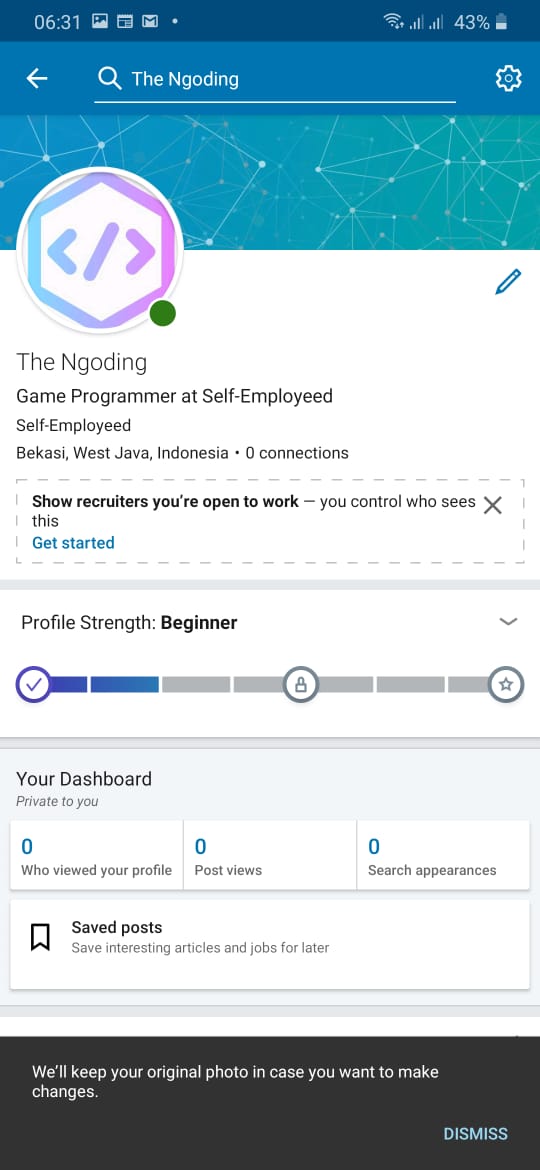 06:31
43%
The Ngoding
</>
The Ngoding
Game Programmer at Self-Employeed
Self-Employeed
Bekasi, West Java, Indonesia • 0 connections
Show recruiters you're open to work – you control who sees
this
Get started
Profile Strength: Beginner
Your Dashboard
Private to you
0 0 0
Who viewed your profile Post views Search appearances
Saved posts
Save interesting articles and jobs for later
We'll keep your original photo in case you want to make
changes.
DISMISS